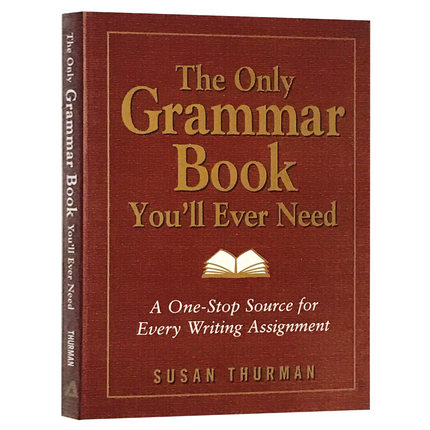 The Only Grammar Book You'll Ever Need
THURMAN
The Only
Grammar
Book
You'll Ever Need
A One-Stop Source for
Every Writing Assignment
SUSAN THURMAN